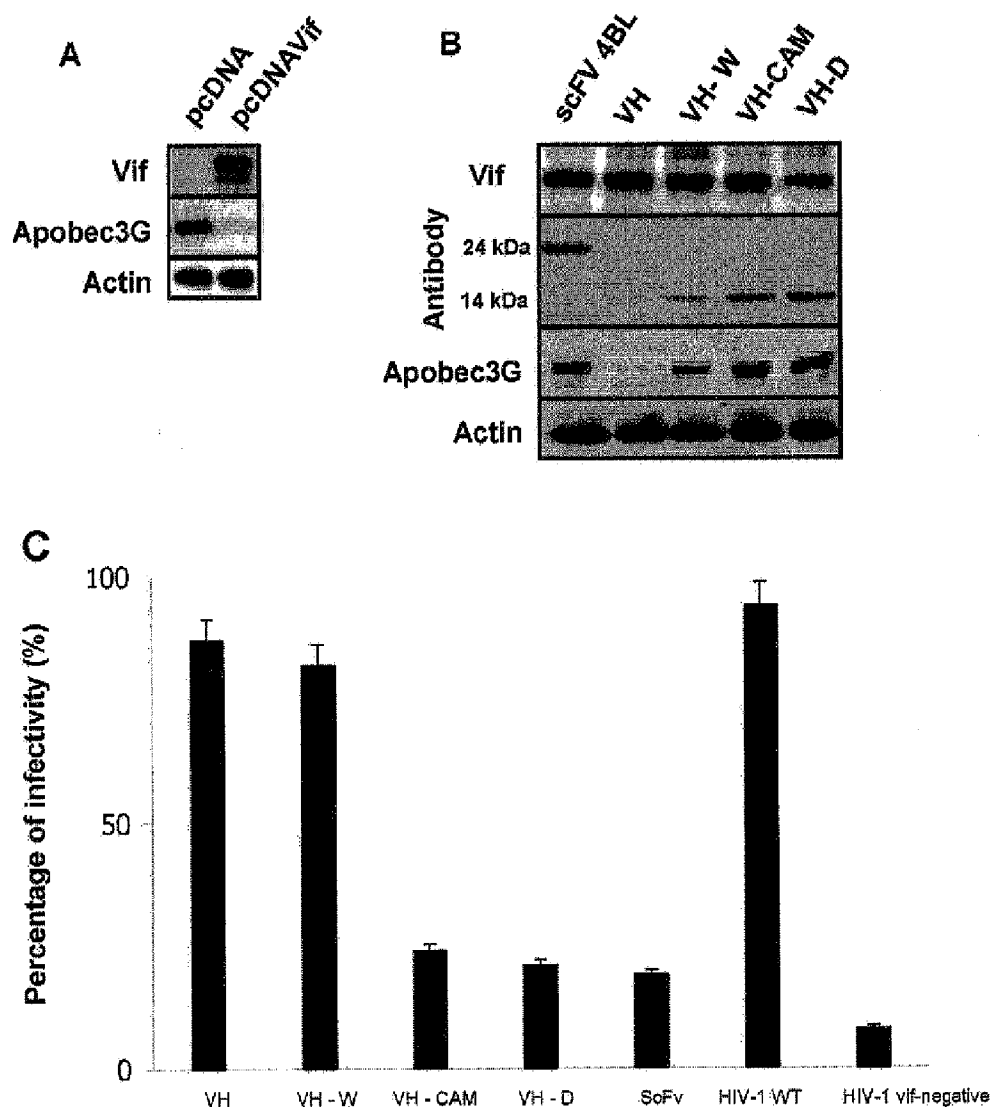 A
pcDNA
pcDNAVif
Vif
Apobec3G
Actin
B
scFV 4BL
VH
VH- W
VH-CAM
VH-D
Vif
Antibody
24 kDa
14 kDa
Apobec3G
Actin
C
Percentage of infectivity (%)
100
50
0
VH
VH - W
VH - CAM
VH - D
ScFv
HIV-1 WT
HIV-1 vif-negative